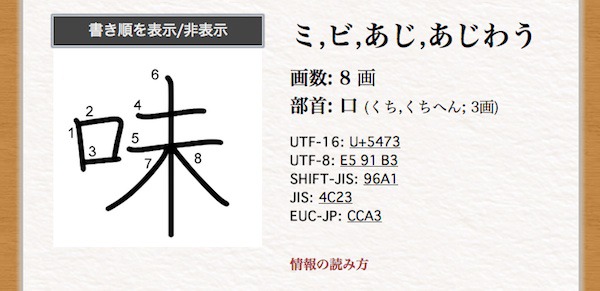 書き順を表示/非表示
味
1
2
3
4
5
6
7
8
ミ,ビ,あじ,あじわう
画数: 8 画
部首: 口 (くち,くちへん; 3画)
UTF-16: U+5473
UTF-8: E5 91 B3
SHIFT-JIS: 96A1
JIS: 4C23
EUC-JP: CCA3
情報の読み方